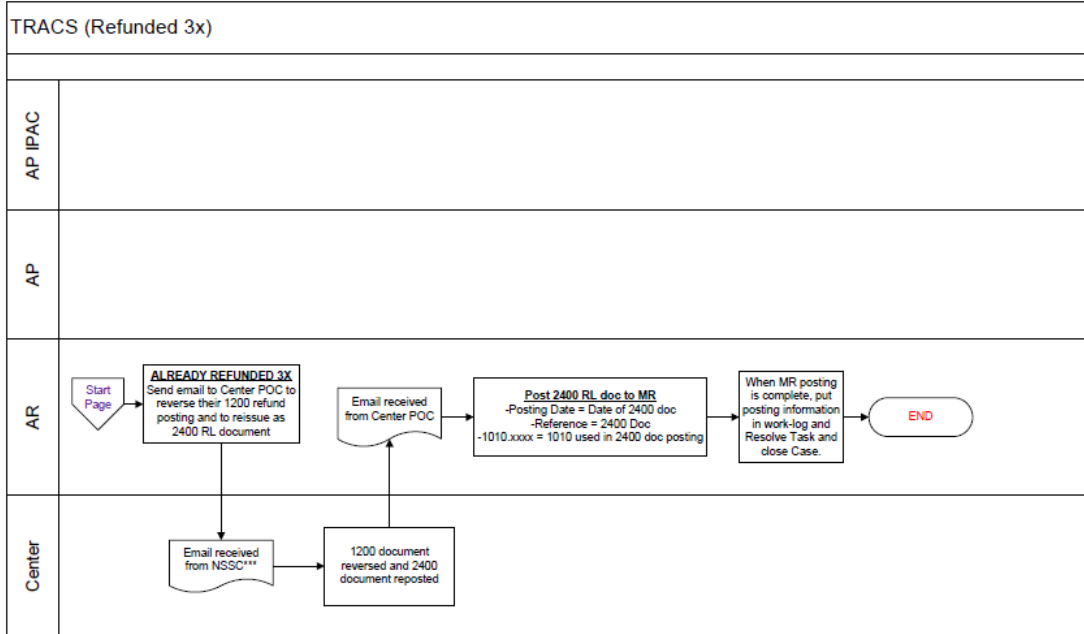 TRACS (Refunded 3x)
AP IPAC
AP
AR
Start
Page
ALREADY REFUNDED 3X
Send email to Center POC to
reverse their 1200 refund
posting and to reissue as
2400 RL document
Email received
from Center POC
Post 2400 RL doc to MR
-Posting Date = Date of 2400 doc
-Reference = 2400 Doc
-1010.xxxx = 1010 used in 2400 doc posting
When MR posting
is complete, put
posting information
in work-log and
Resolve Task and
close Case.
END
Center
Email received
from NSSC***
1200 document
reversed and 2400
document reposted